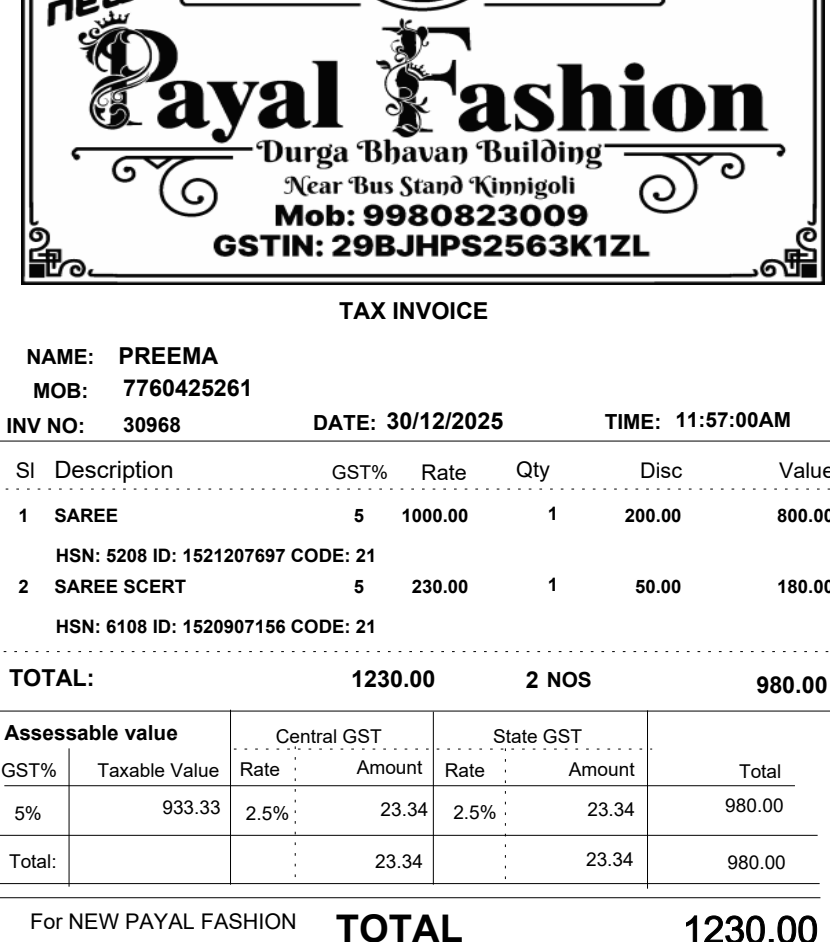 new
Payal Fashion
Durga Bhavan Building
Near Bus Stand Kinnigoli
Mob: 9980823009
GSTIN: 29BJHPS2563K1ZL
TAX INVOICE
NAME: PREEMA
MOB: 7760425261
INV NO: 30968 DATE: 30/12/2025 TIME: 11:57:00AM
Sl Description GST% Rate Qty Disc Value
1 SAREE 5 1000.00 1 200.00 800.00
HSN: 5208 ID: 1521207697 CODE: 21
2 SAREE SCERT 5 230.00 1 50.00 180.00
HSN: 6108 ID: 1520907156 CODE: 21
TOTAL: 1230.00 2 NOS 980.00
Assessable value Central GST State GST
GST% Taxable Value Rate Amount Rate Amount Total
5% 933.33 2.5% 23.34 2.5% 23.34 980.00
Total: 23.34 23.34 980.00
For NEW PAYAL FASHION TOTAL 1230.00